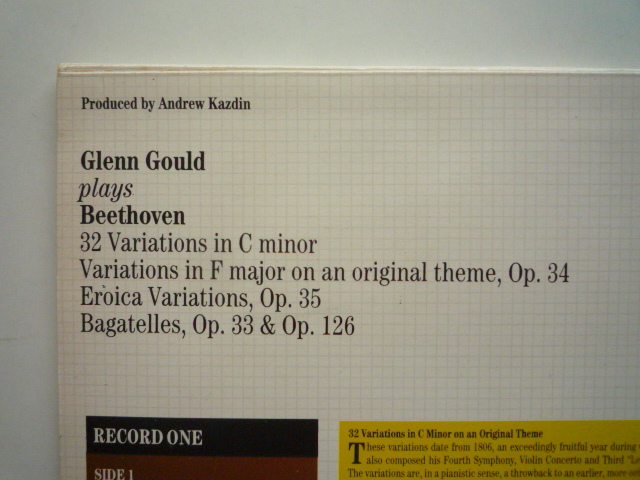 Produced by Andrew Kazdin
Glenn Gould
plays
Beethoven
32 Variations in C minor
Variations in F major on an original theme, Op. 34
Eroica Variations, Op. 35
Bagatelles, Op. 33 & Op. 126
RECORD ONE
SIDE 1
32 Variations in C Minor on an Original Theme
These variations date from 1806, an exceedingly fruitful year during
also composed his Fourth Symphony, Violin Concerto and Third "Le
The variations are, in a pianistic sense, a throwback to an earlier, more